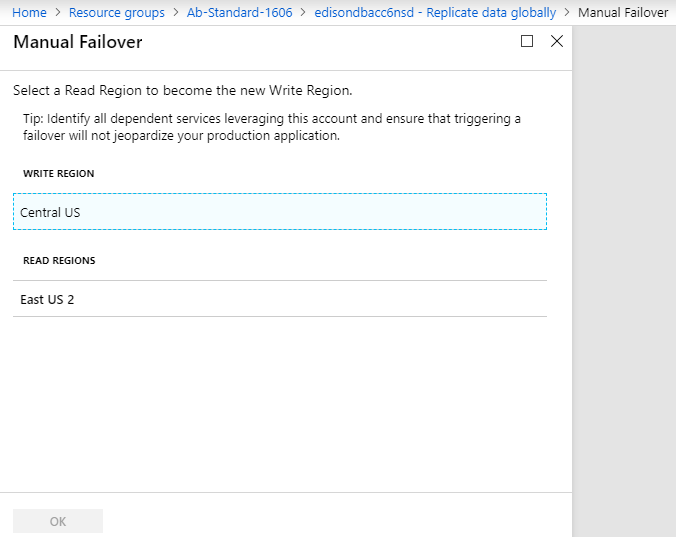 Home > Resource groups > Ab-Standard-1606 > edisondbacc6nsd - Replicate data globally > Manual Failover
Manual Failover
Select a Read Region to become the new Write Region.
Tip: Identify all dependent services leveraging this account and ensure that triggering a
failover will not jeopardize your production application.
WRITE REGION
Central US
READ REGIONS
East US 2
OK